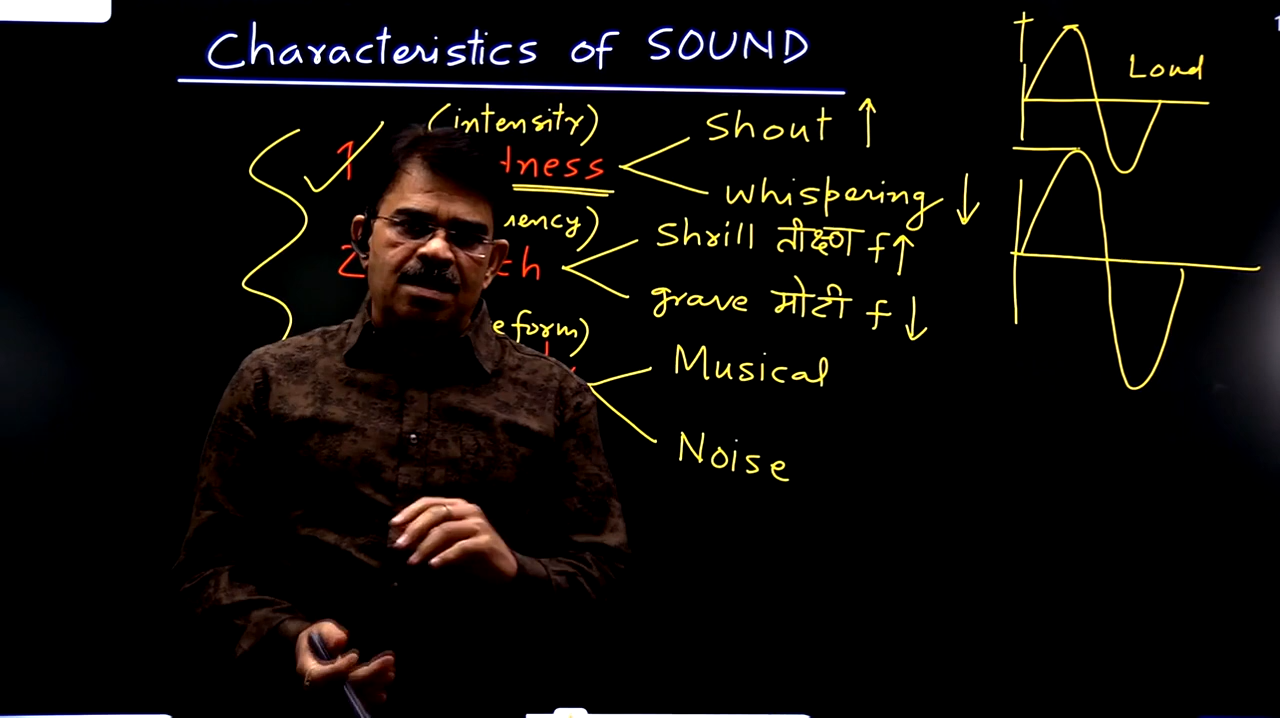 Characteristics of SOUND
(intensity)
1 tness
Shout ↑
whispering ↓
ency)
2 ch
Shrill तीक्ष्ण f↑
grave मोटी f↓
eform)
Musical
Noise
+
Loud